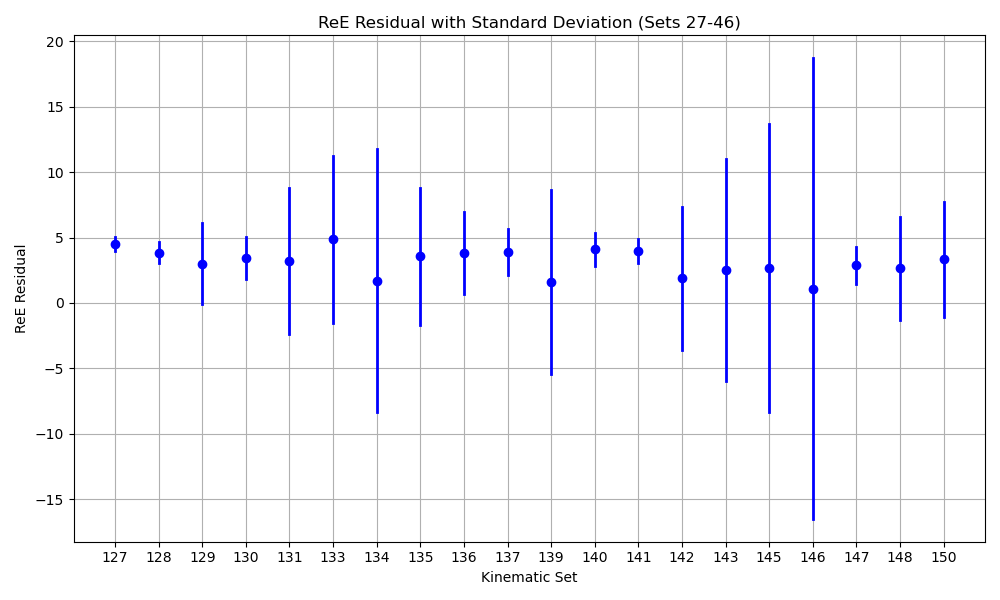 ReE Residual with Standard Deviation (Sets 27-46)
20
15
10
5
0
−5
−10
−15
ReE Residual
127 128 129 130 131 133 134 135 136 137 139 140 141 142 143 145 146 147 148 150
Kinematic Set